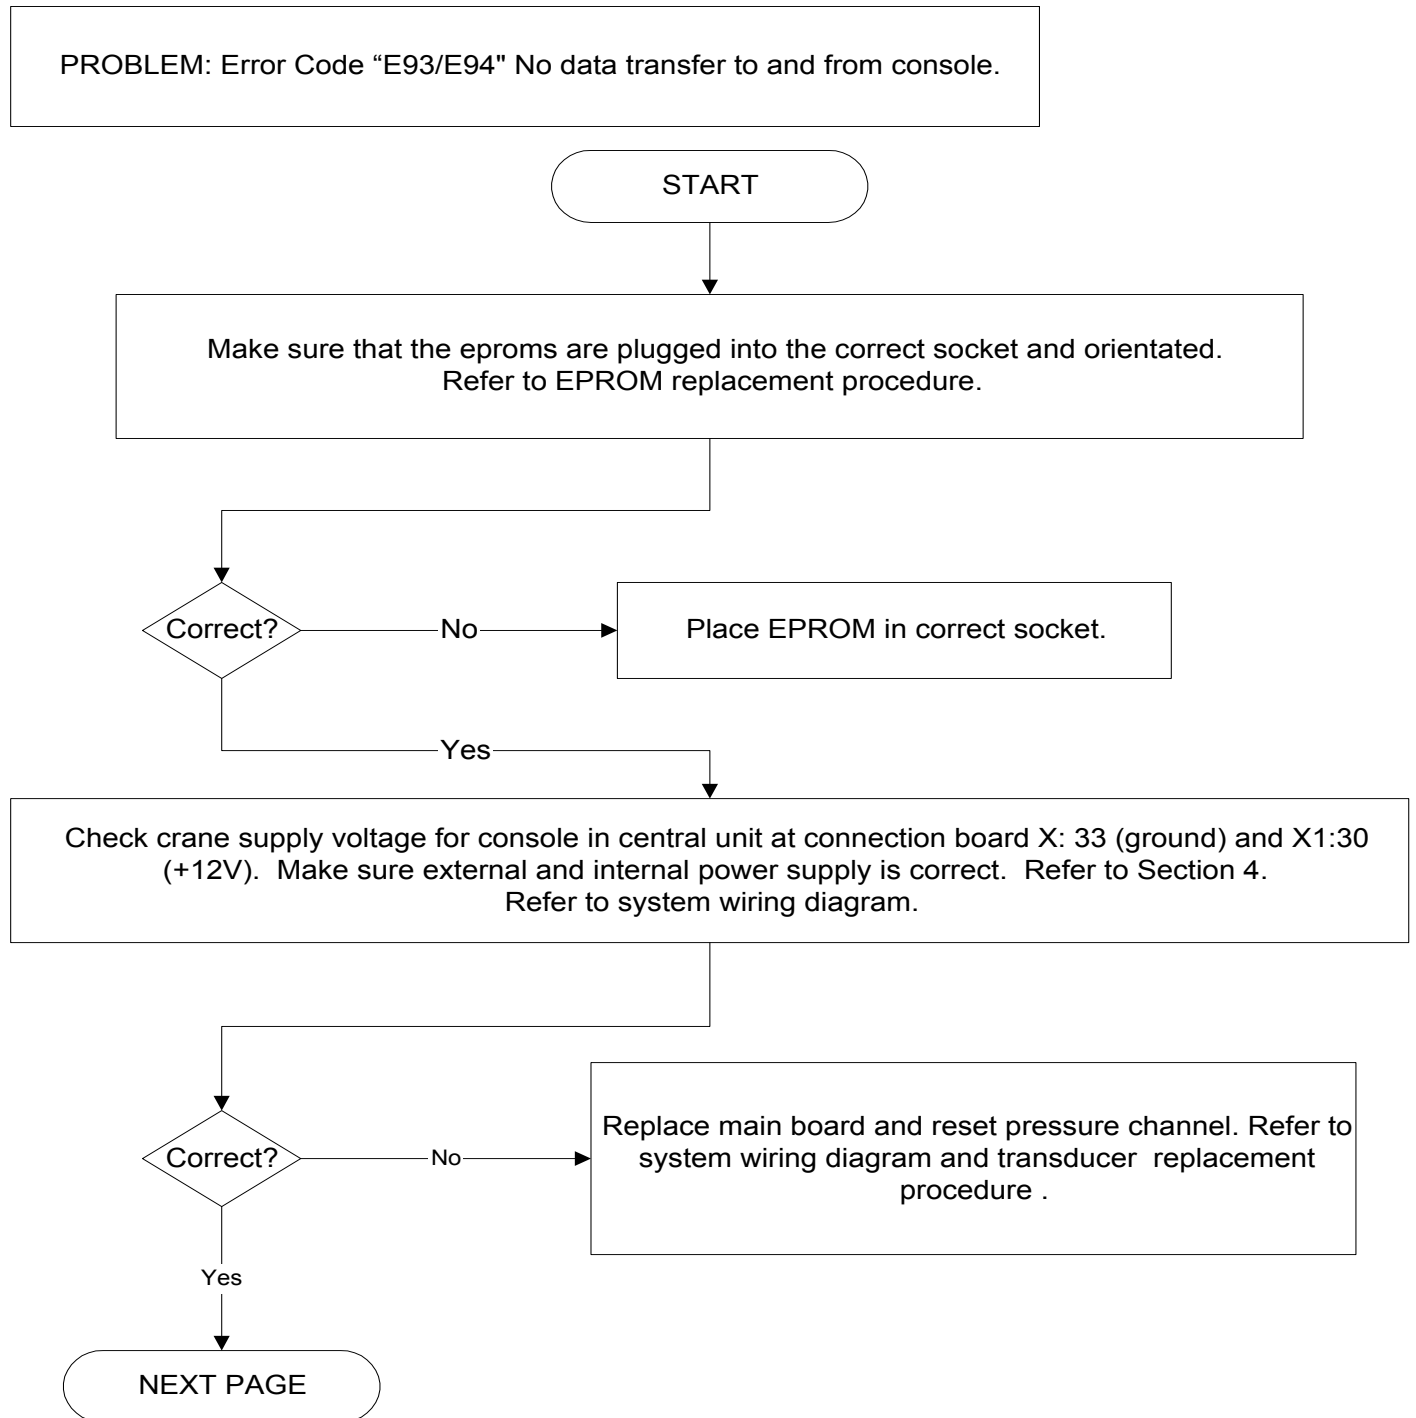 PROBLEM: Error Code “E93/E94" No data transfer to and from console.
START
Make sure that the eproms are plugged into the correct socket and orientated.
Refer to EPROM replacement procedure.
Correct?
No
Place EPROM in correct socket.
Yes
Check crane supply voltage for console in central unit at connection board X: 33 (ground) and X1:30
(+12V).  Make sure external and internal power supply is correct.  Refer to Section 4.
Refer to system wiring diagram.
Correct?
No
Replace main board and reset pressure channel. Refer to
system wiring diagram and transducer  replacement
procedure .
Yes
NEXT PAGE